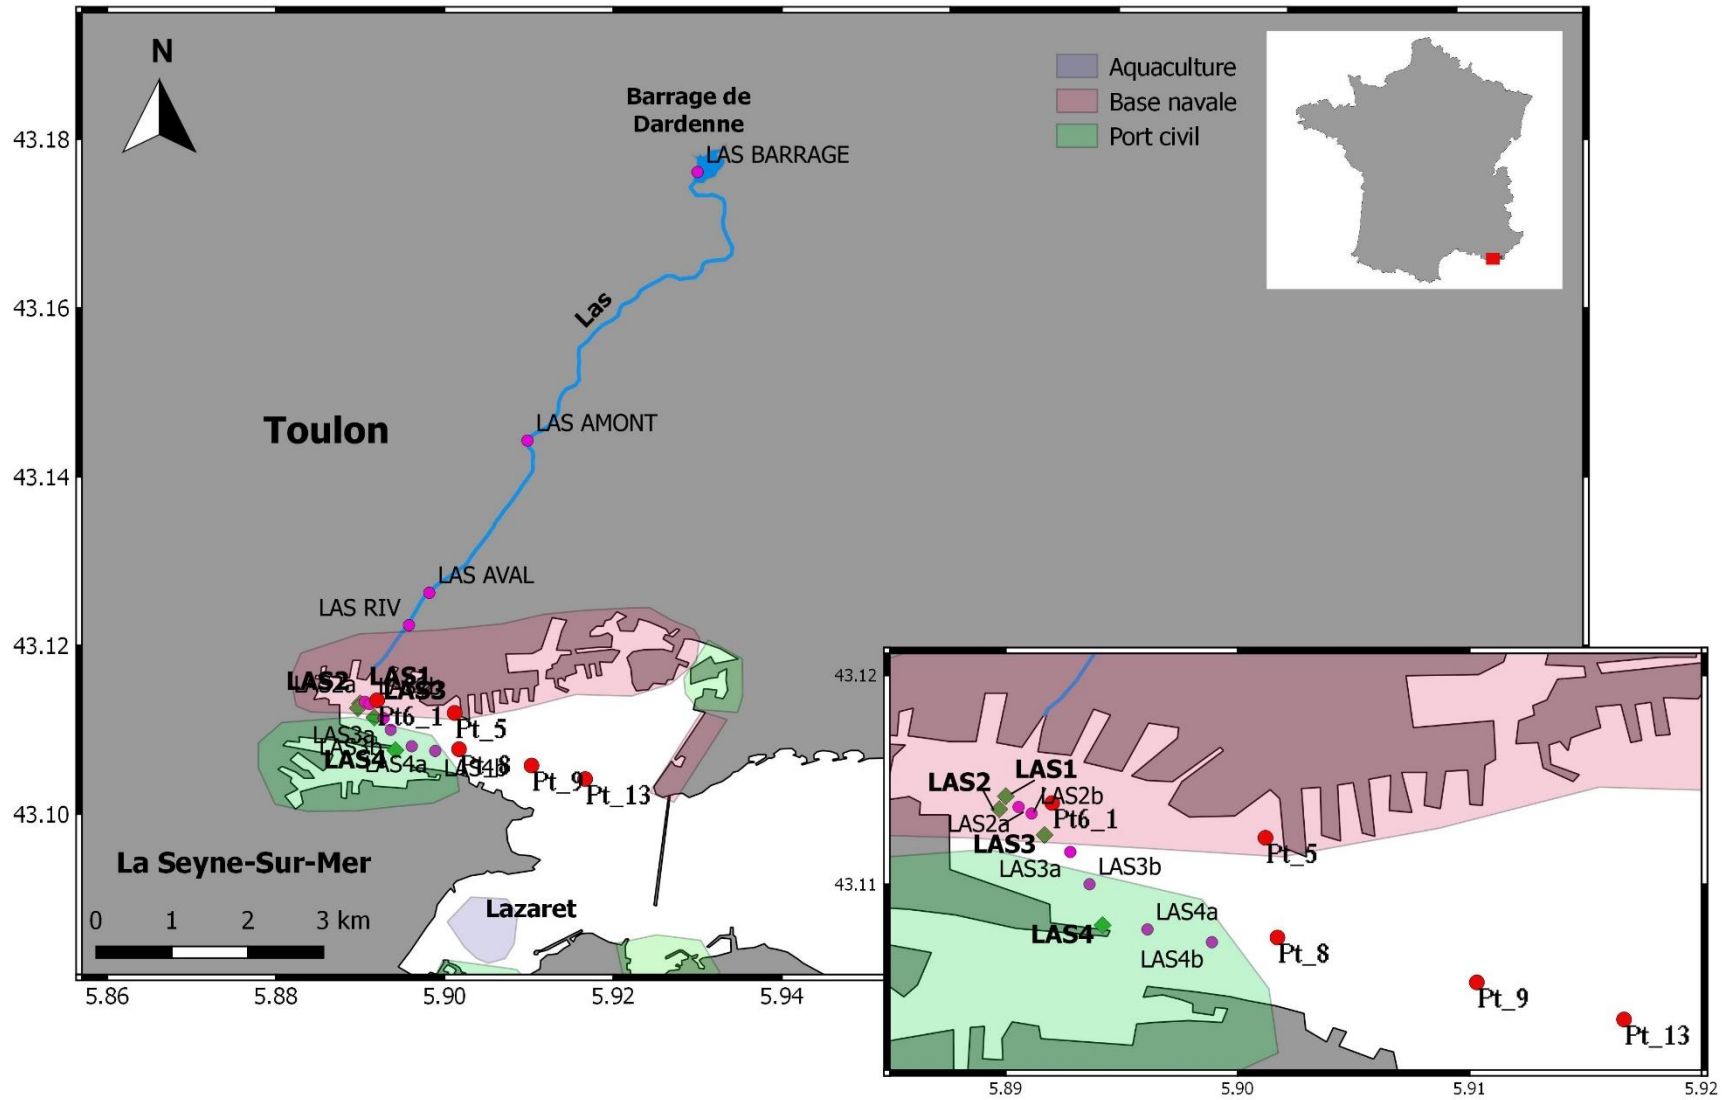 N
Aquaculture
Base navale
Port civil
Barrage de
Dardenne
LAS BARRAGE
43.18
43.16
Las
Toulon
LAS AMONT
43.14
LAS AVAL
LAS RIV
43.12
LAS1
LAS2
LAS2a
LAS3
Pt6_1
Pt_5
LAS3a
LAS3b
LAS4
LAS4a
LAS4b
Pt_8
Pt_9
Pt_13
43.10
La Seyne-Sur-Mer
Lazaret
0 1 2 3 km
5.86 5.88 5.90 5.92 5.94
43.12
LAS1
LAS2
LAS2b
LAS2a
Pt6_1
LAS3
Pt_5
LAS3a
LAS3b
43.11
LAS4a
LAS4
LAS4b
Pt_8
Pt_9
Pt_13
5.89 5.90 5.91 5.92